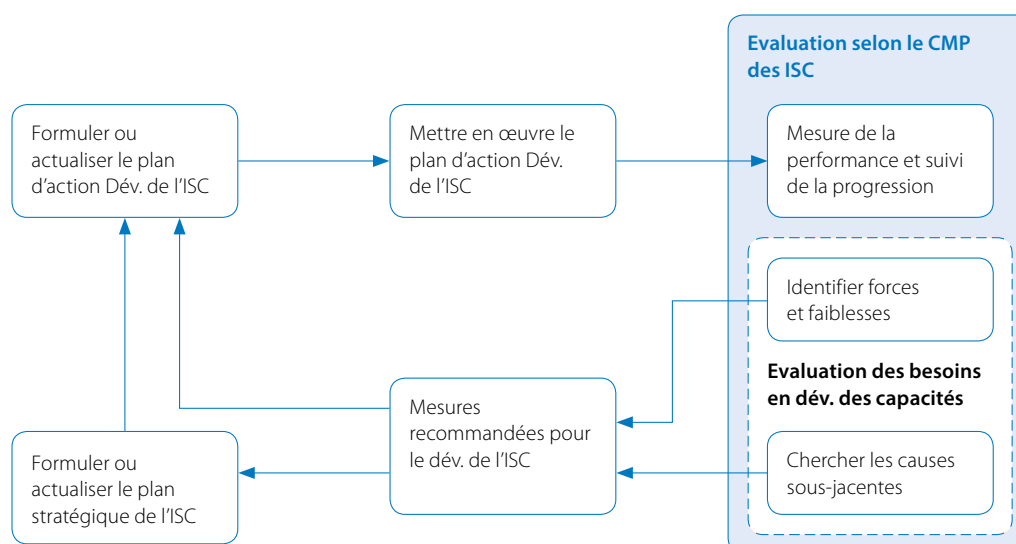 Evaluation selon le CMP
des ISC
Formuler ou
actualiser le plan
d'action Dév. de l'ISC
Mettre en œuvre le
plan d'action Dév.
de l'ISC
Mesure de la
performance et suivi
de la progression
Identifier forces
et faiblesses
Evaluation des besoins
en dév. des capacités
Mesures
recommandées pour
le dév. de l'ISC
Formuler ou
actualiser le plan
stratégique de l'ISC
Chercher les causes
sous-jacentes